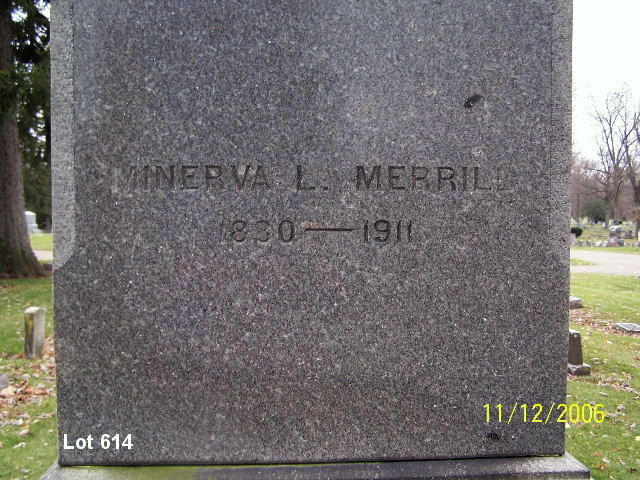 MINERVA L. MERRILL
1830—1911
11/12/2006
Lot 614